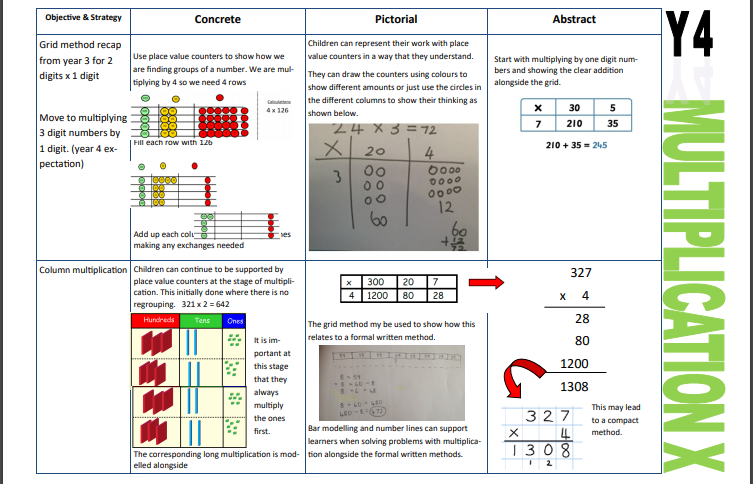 Objective & Strategy
Concrete
Pictorial
Abstract
Y4
MULTIPLICATION X
Grid method recap
from year 3 for 2
digits x 1 digit
Move to multiplying
3 digit numbers by
1 digit. (year 4 ex-
pectation)
Use place value counters to show how we
are finding groups of a number. We are mul-
tiplying by 4 so we need 4 rows
Calculations
4 x 126
Fill each row with 126
Add up each
making any exchanges needed
Children can represent their work with place
value counters in a way that they understand.
They can draw the counters using colours to
show different amounts or just use the circles in
the different columns to show their thinking as
shown below.
24 x 3 = 72
X 20 4
3
60 12
60
+ 12
72
Start with multiplying by one digit num-
bers and showing the clear addition
alongside the grid.
X 30 5
7 210 35
210 + 35 = 245
Column multiplication
Children can continue to be supported by
place value counters at the stage of multipli-
cation. This initially done where there is no
regrouping. 321 x 2 = 642
Hundreds Tens Ones
It is im-
portant at
this stage
that they
always
multiply
the ones
first.
The corresponding long multiplication is mod-
elled alongside
x 300 20 7
4 1200 80 28
The grid method my be used to show how this
relates to a formal written method.
Bar modelling and number lines can support
learners when solving problems with multiplica-
tion alongside the formal written methods.
327
x 4
28
80
1200
1308
327
X 4
1308
1 2
This may lead
to a compact
method.